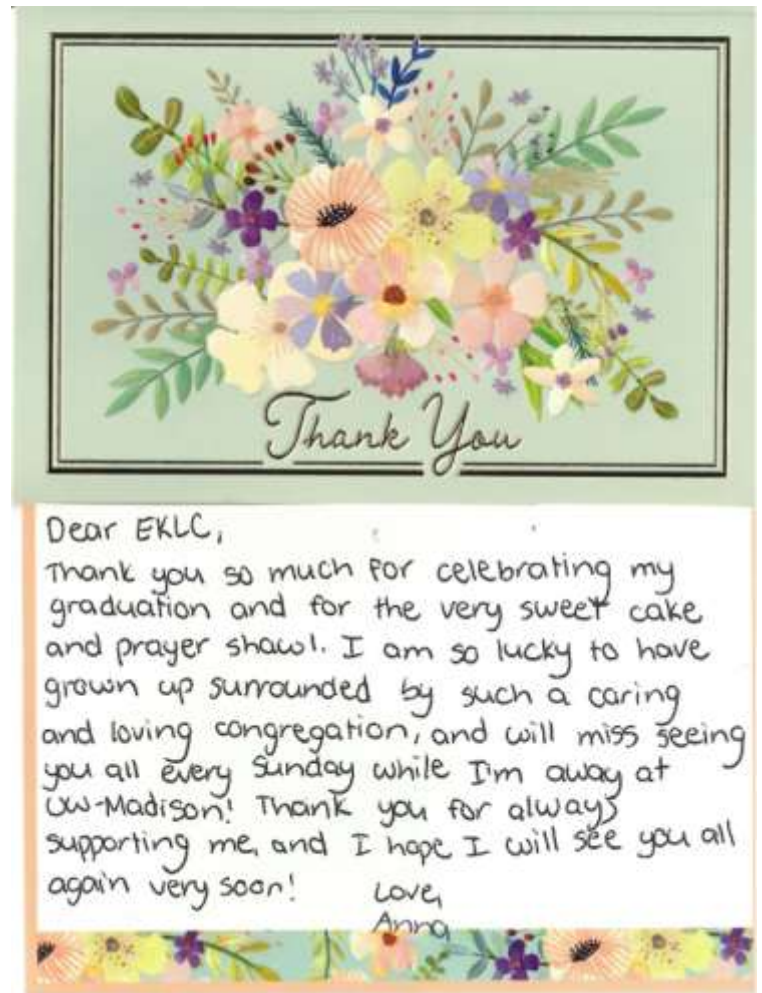 Thank You
Dear EKLC,
Thank you so much for celebrating my
graduation and for the very sweet cake
and prayer shawl. I am so lucky to have
grown up surrounded by such a caring
and loving congregation, and will miss seeing
you all every Sunday while I'm away at
UW-Madison! Thank you for always
supporting me, and I hope I will see you all
again very soon!
Love,
Anna